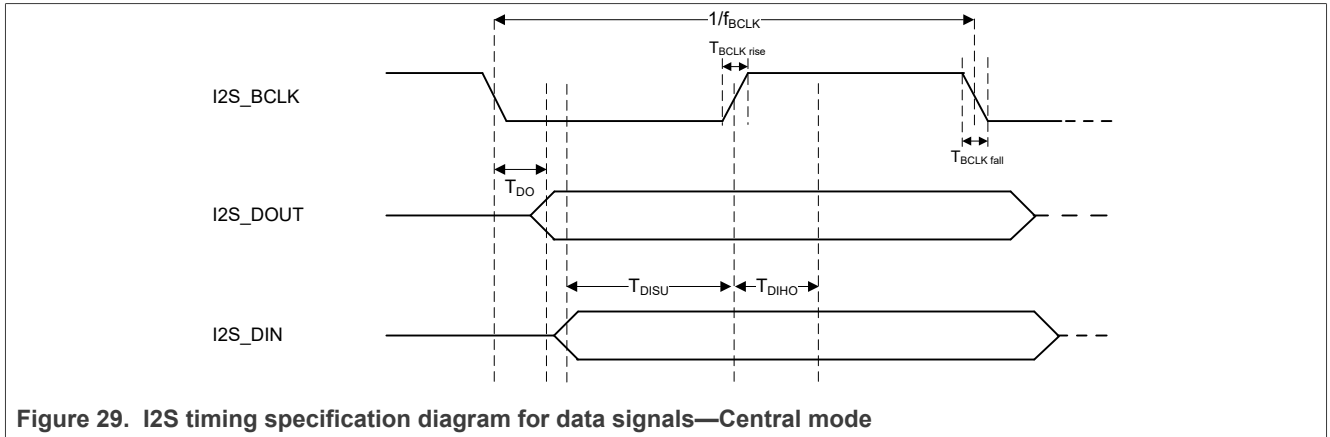 1/fBCLK
TBCLK rise
I2S_BCLK
TBCLK fall
TDO
I2S_DOUT
TDISU
TDIHO
I2S_DIN
Figure 29. I2S timing specification diagram for data signals—Central mode